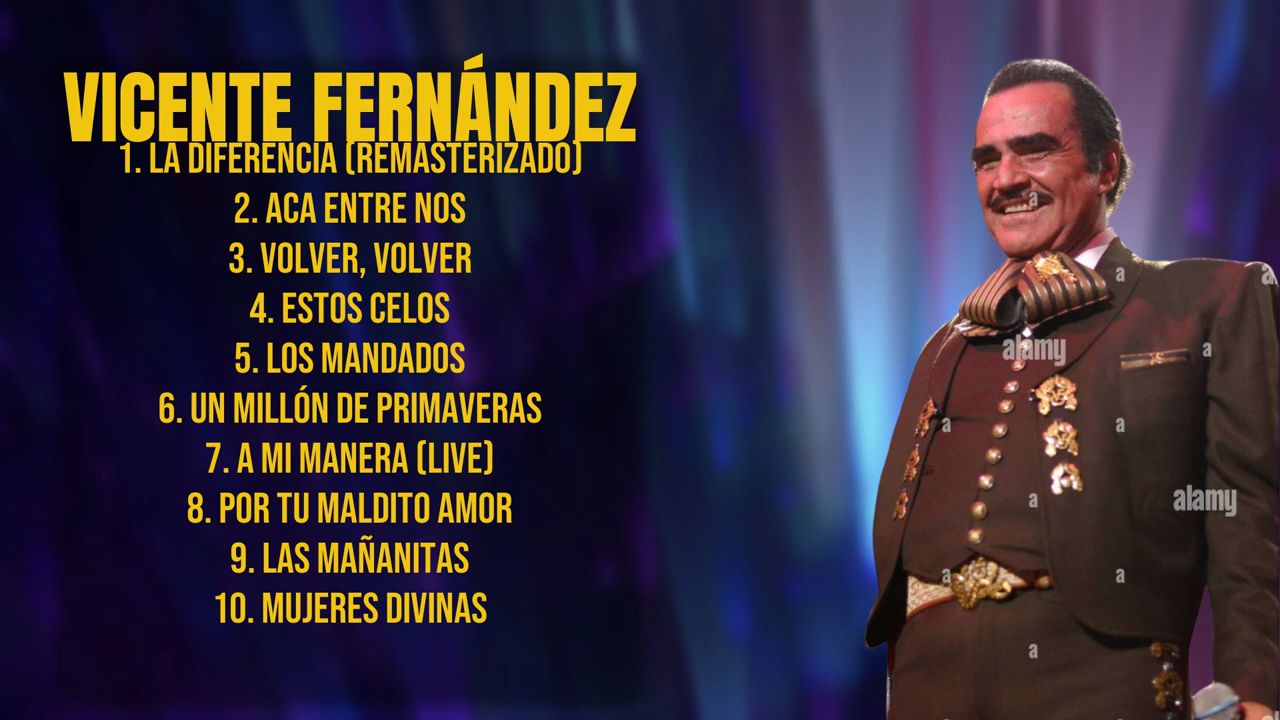 VICENTE FERNÁNDEZ
1. LA DIFERENCIA (REMASTERIZADO)
2. ACA ENTRE NOS
3. VOLVER, VOLVER
4. ESTOS CELOS
5. LOS MANDADOS
6. UN MILLÓN DE PRIMAVERAS
7. A MI MANERA (LIVE)
8. POR TU MALDITO AMOR
9. LAS MAÑANITAS
10. MUJERES DIVINAS
a
a
a
alamy
a
a
a
a
alamy
a
a
a